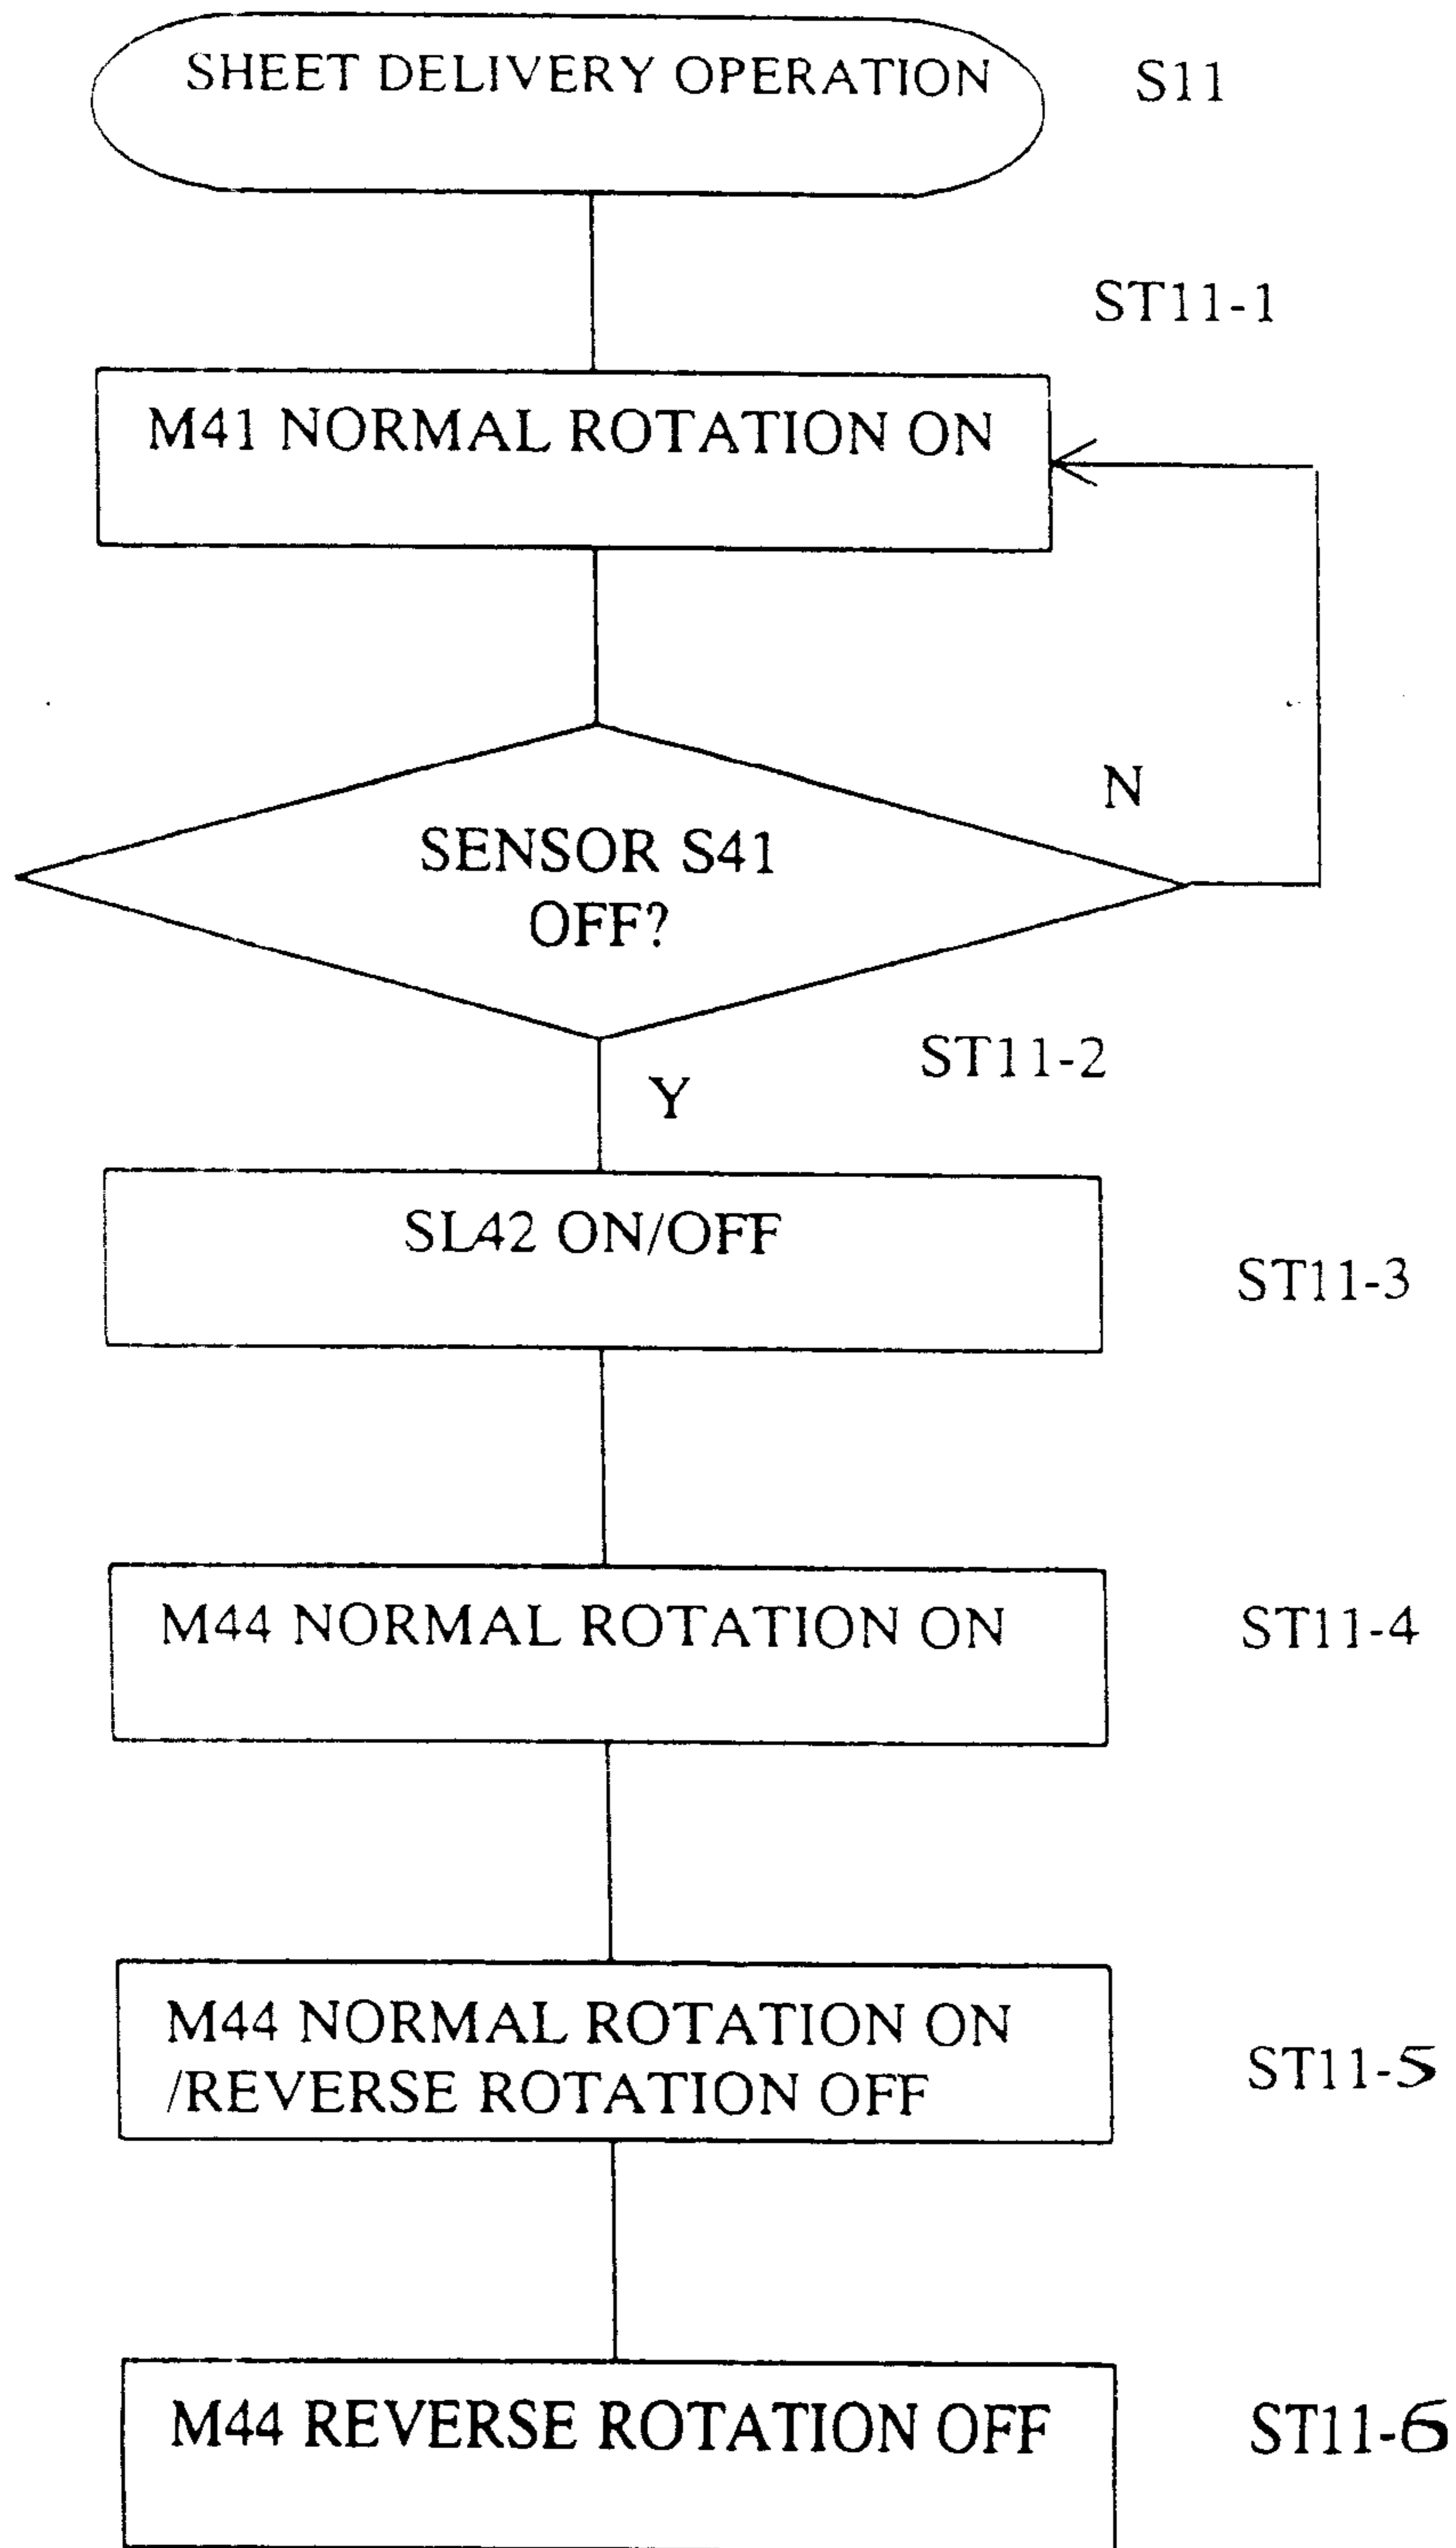 SHEET DELIVERY OPERATION S11
ST11-1
M41 NORMAL ROTATION ON
N
SENSOR S41
OFF?
ST11-2
Y
SL42 ON/OFF
ST11-3
M44 NORMAL ROTATION ON ST11-4
M44 NORMAL ROTATION ON
/REVERSE ROTATION OFF
ST11-5
M44 REVERSE ROTATION OFF ST11-6